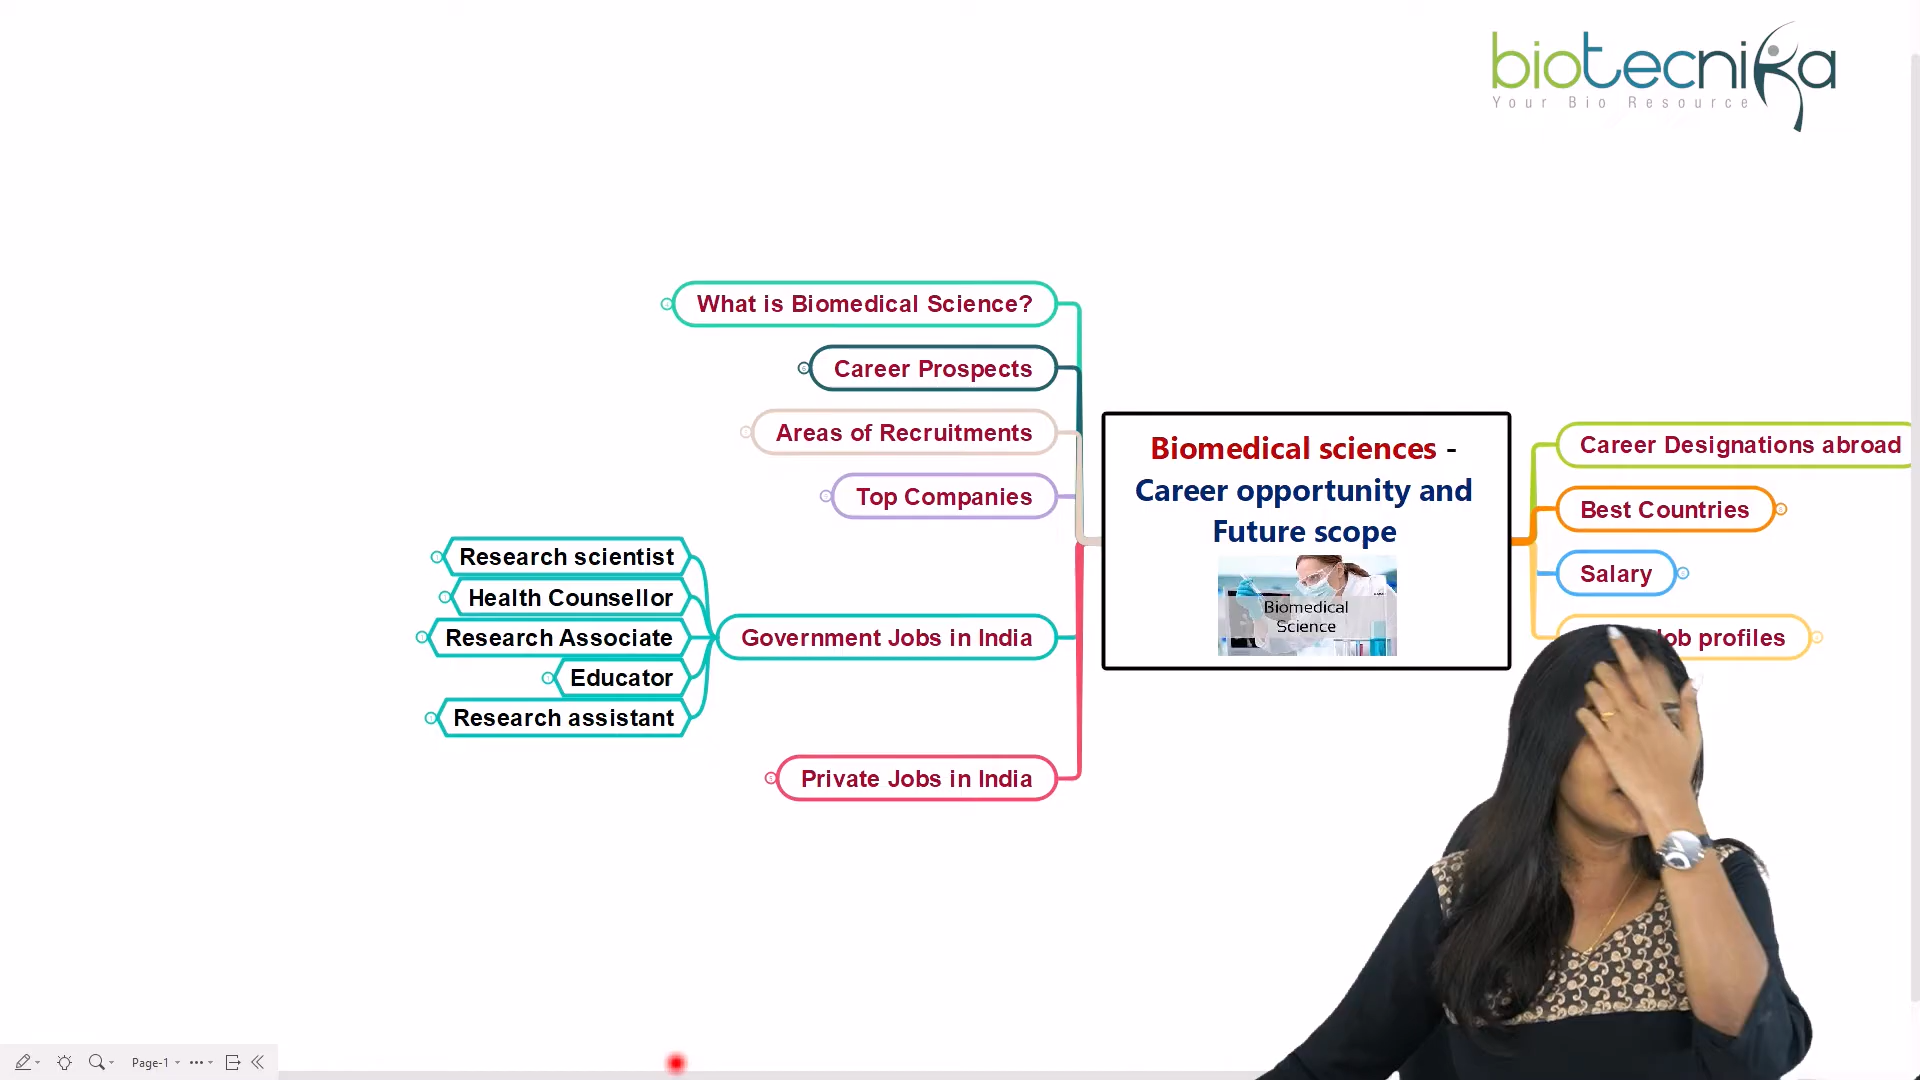 biotecnika
Your Bio Resource
What is Biomedical Science?
Career Prospects
Areas of Recruitments
Top Companies
Research scientist
Health Counsellor
Research Associate
Educator
Research assistant
Government Jobs in India
Private Jobs in India
Biomedical sciences -
Career opportunity and
Future scope
Biomedical
Science
Career Designations abroad
Best Countries
Salary
job profiles
Page-1